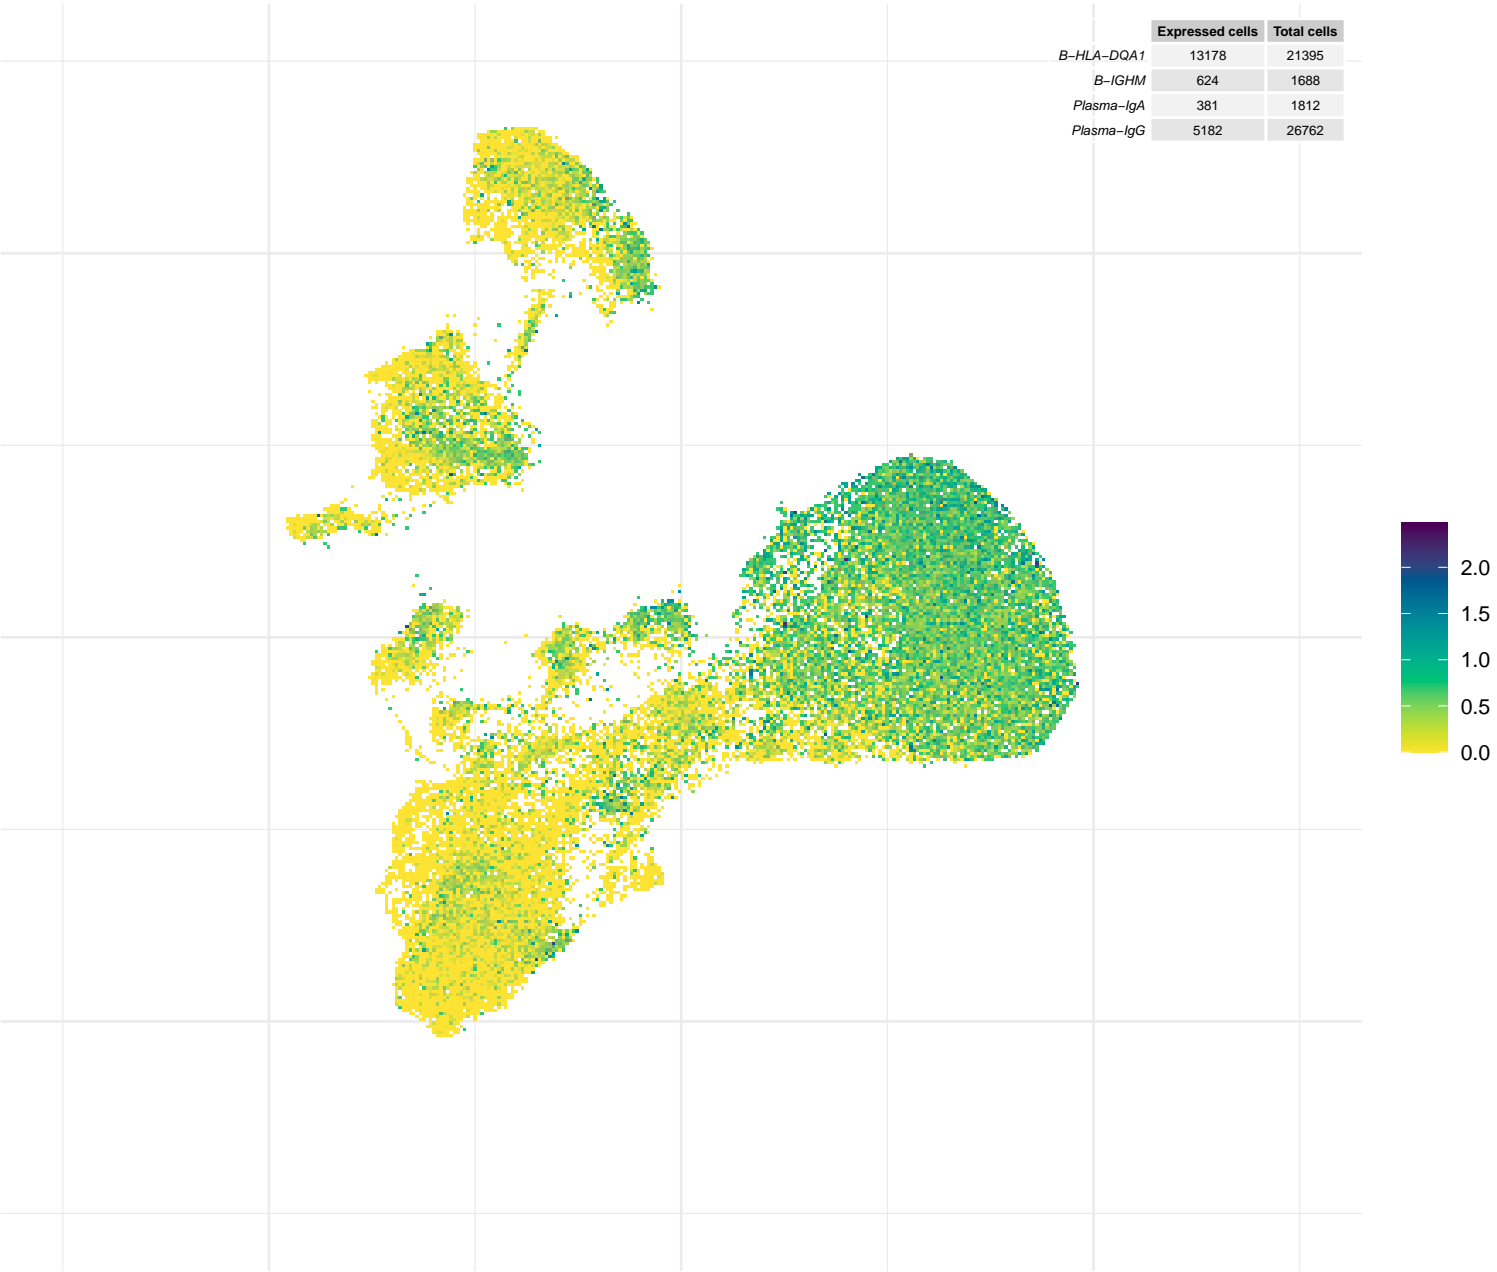 Expressed cells Total cells
B−HLA−DQA1 13178 21395
B−IGHM 624 1688
Plasma−IgA 381 1812
Plasma−IgG 5182 26762
2.0
1.5
1.0
0.5
0.0